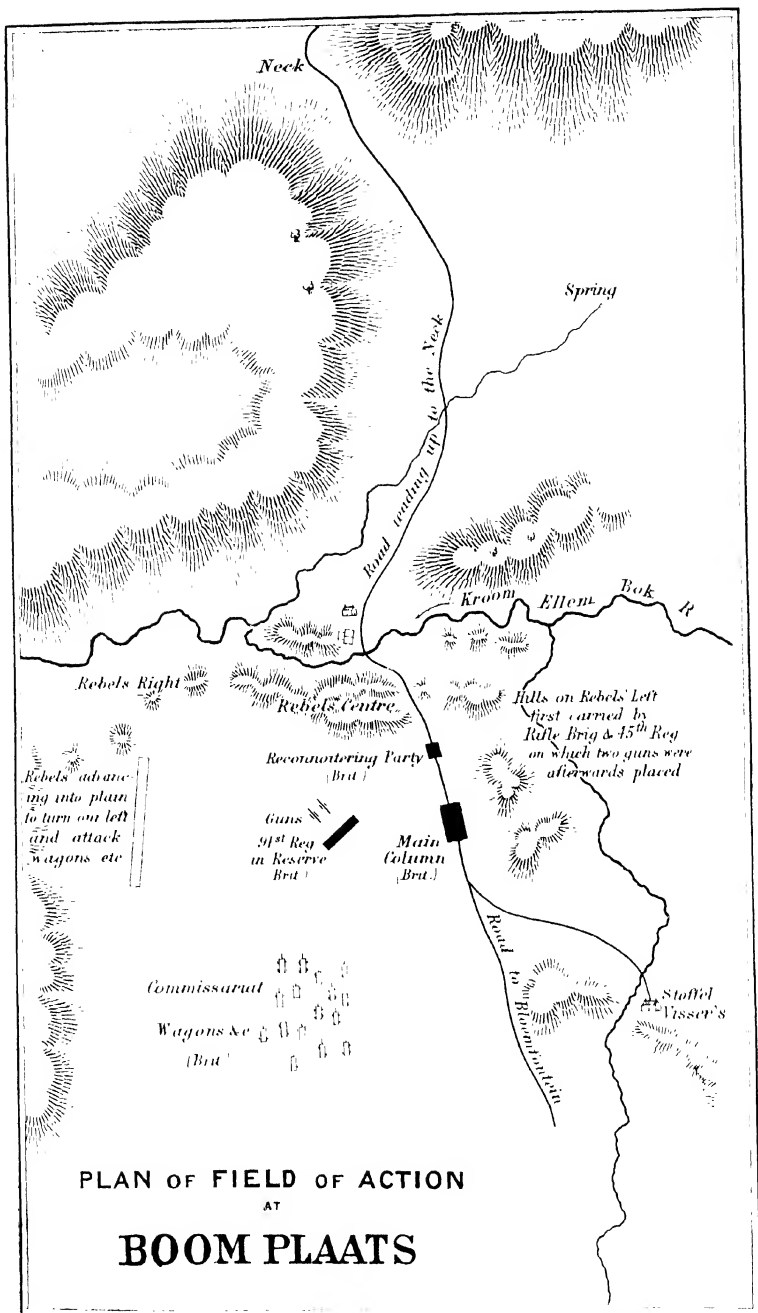 Neck
Spring
Road tending up to the Neck
Kroom Ellem Bok R
Rebels Right
Rebels Centre
Hills on Rebels' Left
first carried by
Rifle Brig & 45th Reg
on which two guns were
afterwards placed
Reconnoitering Party
(Brit.)
Rebels advanc-
ing into plain
to turn our left
and attack
wagons etc
Guns
91st Reg
in Reserve
Brit.)
Main
Column
(Brit.)
Road to Bloomfontein
Commissariat
Wagons &c
(Brit)
Stoffel
Visser's
PLAN OF FIELD OF ACTION
AT
BOOM PLAATS